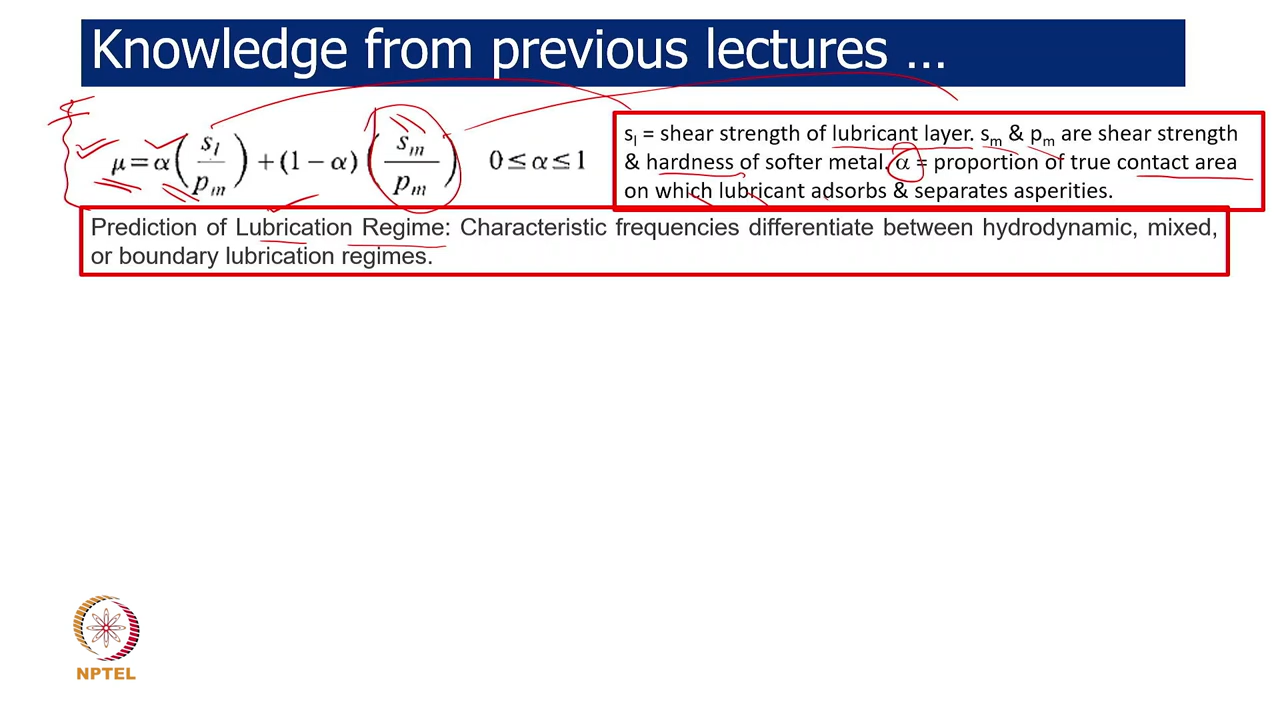 Knowledge from previous lectures ...
μ = α (s_l / p_m) + (1 − α) (s_m / p_m)   0 ≤ α ≤ 1
s_l = shear strength of lubricant layer. s_m & p_m are shear strength
& hardness of softer metal. α = proportion of true contact area
on which lubricant adsorbs & separates asperities.
Prediction of Lubrication Regime: Characteristic frequencies differentiate between hydrodynamic, mixed,
or boundary lubrication regimes.
NPTEL